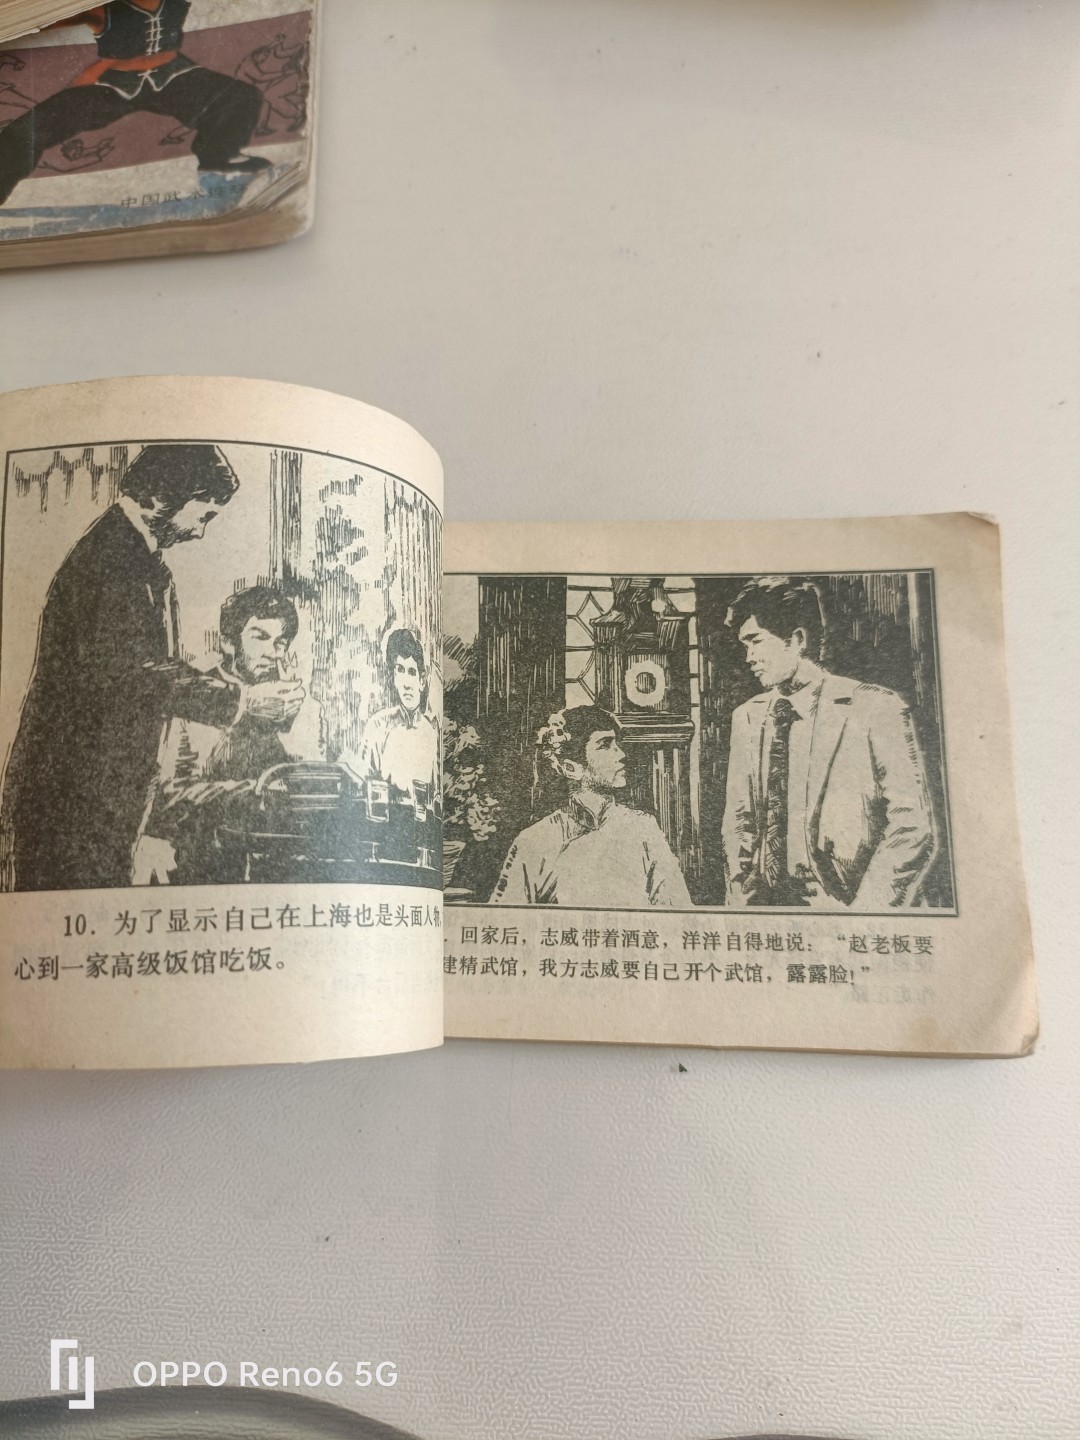 中国武术
10. 为了显示自己在上海也是头面人物，
心到一家高级饭馆吃饭。
. 回家后，志威带着酒意，洋洋自得地说：“赵老板要
建精武馆，我方志威要自己开个武馆，露露脸！”
OPPO Reno6 5G